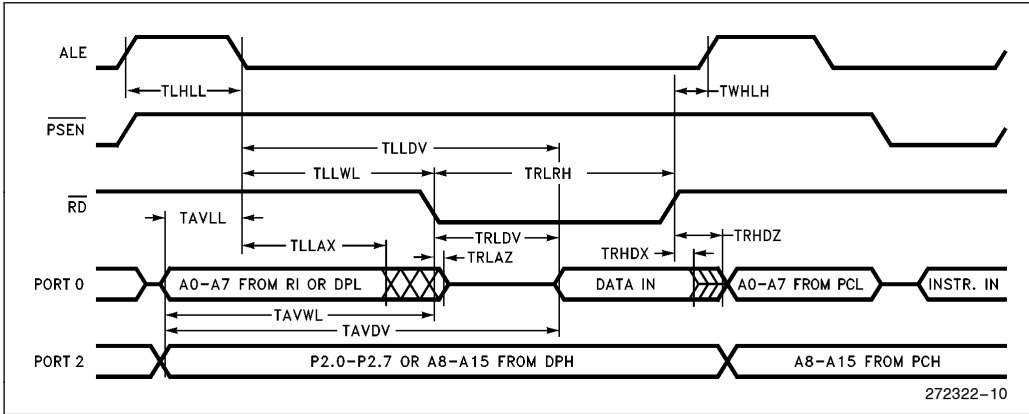 ALE
TLHLL
TWHLH
PSEN
TLLDV
TLLWL
TRLRH
RD
TAVLL
TLLAX
TRLDV
TRLAZ
TRHDX
TRHDZ
PORT 0
A0-A7 FROM RI OR DPL
DATA IN
A0-A7 FROM PCL
INSTR. IN
TAVWL
TAVDV
PORT 2
P2.0-P2.7 OR A8-A15 FROM DPH
A8-A15 FROM PCH
272322-10